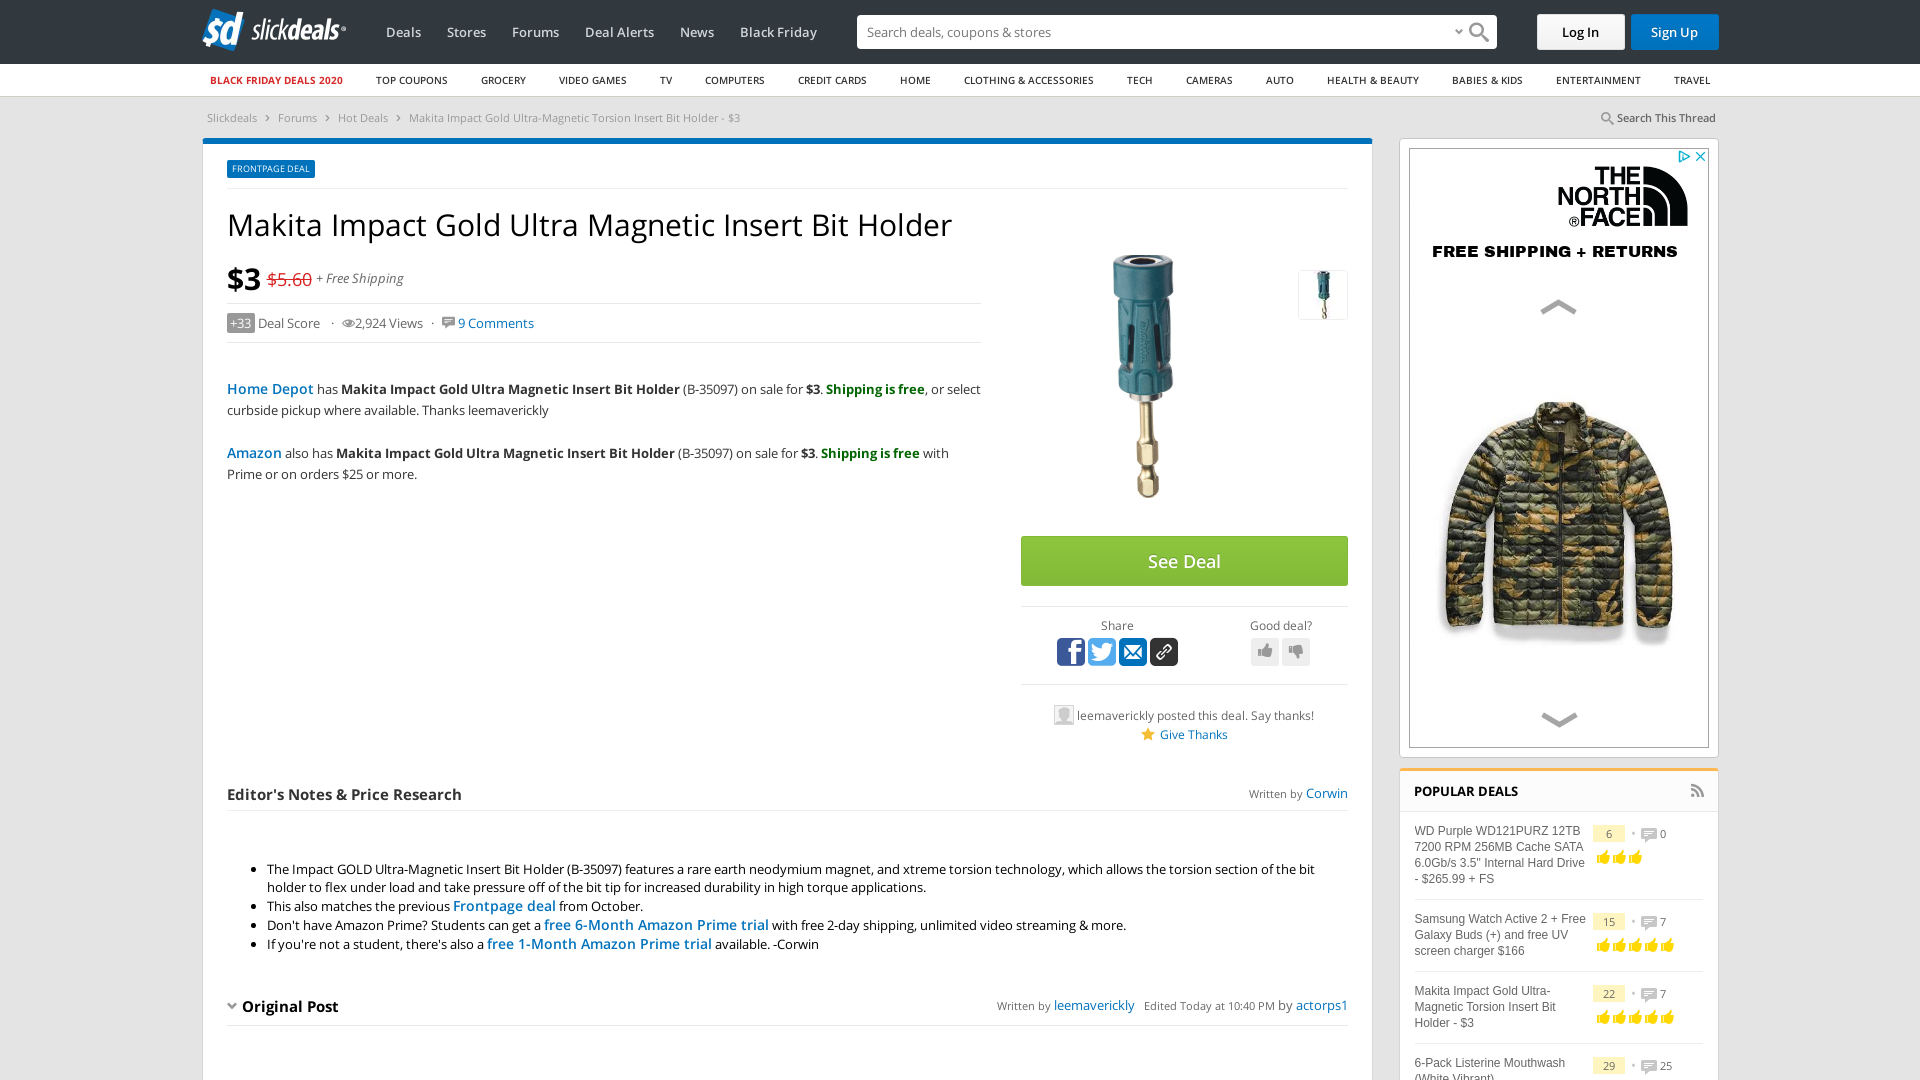 sd slickdeals
Deals Stores Forums Deal Alerts News Black Friday
Search deals, coupons & stores
Log In
Sign Up
BLACK FRIDAY DEALS 2020 TOP COUPONS GROCERY VIDEO GAMES TV COMPUTERS CREDIT CARDS HOME CLOTHING & ACCESSORIES TECH CAMERAS AUTO HEALTH & BEAUTY BABIES & KIDS ENTERTAINMENT TRAVEL
Slickdeals > Forums > Hot Deals > Makita Impact Gold Ultra-Magnetic Torsion Insert Bit Holder - $3
Search This Thread
FRONTPAGE DEAL
Makita Impact Gold Ultra Magnetic Insert Bit Holder
$3 $5.60 + Free Shipping
+33 Deal Score · 2,924 Views · 9 Comments
Home Depot has Makita Impact Gold Ultra Magnetic Insert Bit Holder (B-35097) on sale for $3. Shipping is free, or select
curbside pickup where available. Thanks leemaverickly
Amazon also has Makita Impact Gold Ultra Magnetic Insert Bit Holder (B-35097) on sale for $3. Shipping is free with
Prime or on orders $25 or more.
See Deal
Share
Good deal?
leemaverickly posted this deal. Say thanks!
Give Thanks
Editor's Notes & Price Research
Written by Corwin
The Impact GOLD Ultra-Magnetic Insert Bit Holder (B-35097) features a rare earth neodymium magnet, and xtreme torsion technology, which allows the torsion section of the bit
holder to flex under load and take pressure off of the bit tip for increased durability in high torque applications.
This also matches the previous Frontpage deal from October.
Don't have Amazon Prime? Students can get a free 6-Month Amazon Prime trial with free 2-day shipping, unlimited video streaming & more.
If you're not a student, there's also a free 1-Month Amazon Prime trial available. -Corwin
Original Post
Written by leemaverickly Edited Today at 10:40 PM by actorps1
THE
NORTH
FACE
®
FREE SHIPPING + RETURNS
POPULAR DEALS
WD Purple WD121PURZ 12TB
7200 RPM 256MB Cache SATA
6.0Gb/s 3.5" Internal Hard Drive
- $265.99 + FS
6 • 0
Samsung Watch Active 2 + Free
Galaxy Buds (+) and free UV
screen charger $166
15 • 7
Makita Impact Gold Ultra-
Magnetic Torsion Insert Bit
Holder - $3
22 • 7
6-Pack Listerine Mouthwash
(White Vibrant)
29 • 25